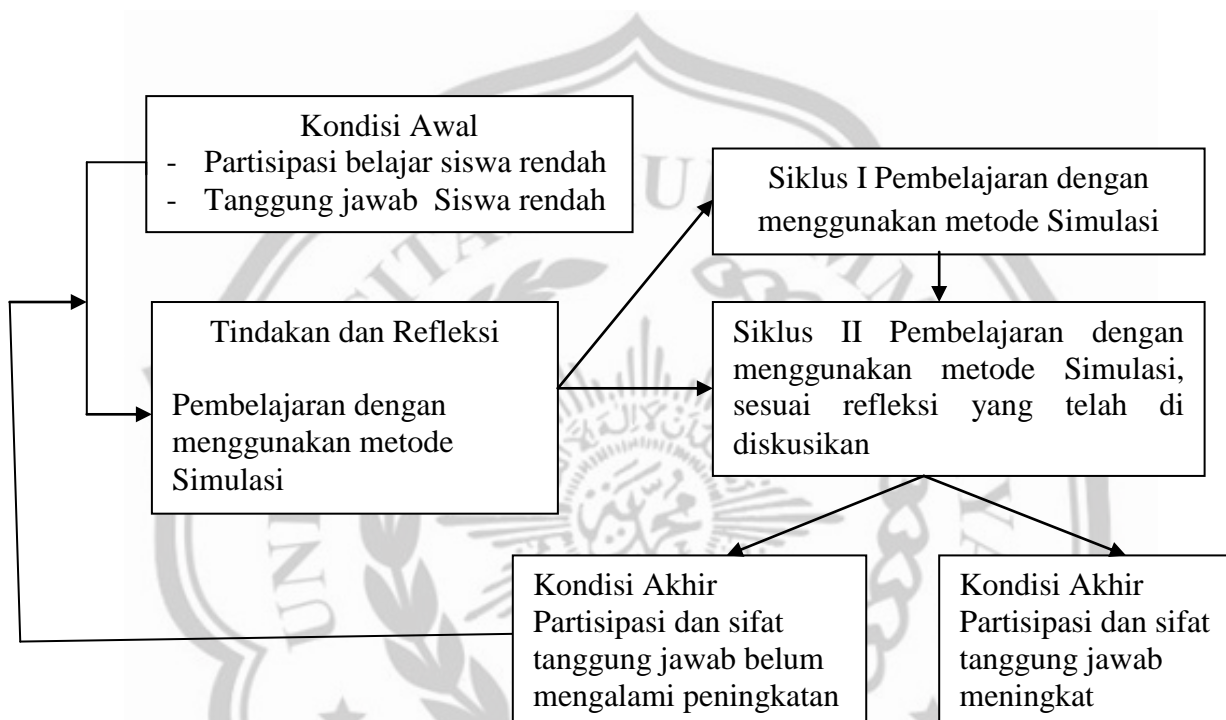 Kondisi Awal
- Partisipasi belajar siswa rendah
- Tanggung jawab Siswa rendah
Siklus I Pembelajaran dengan
menggunakan metode Simulasi
Tindakan dan Refleksi
Pembelajaran dengan
menggunakan metode
Simulasi
Siklus II Pembelajaran dengan
menggunakan metode Simulasi,
sesuai refleksi yang telah di
diskusikan
Kondisi Akhir
Partisipasi dan sifat
tanggung jawab belum
mengalami peningkatan
Kondisi Akhir
Partisipasi dan sifat
tanggung jawab
meningkat